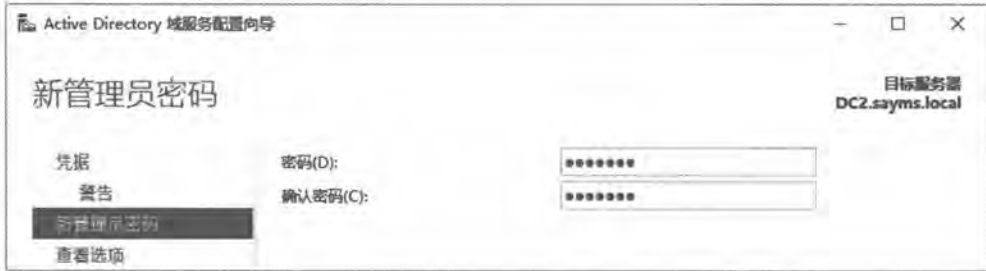 Active Directory 域服务配置向导
新管理员密码
目标服务器
DC2.sayms.local
凭据
密码(D):
●●●●●●●
警告
确认密码(C):
●●●●●●●
新管理员密码
查看选项